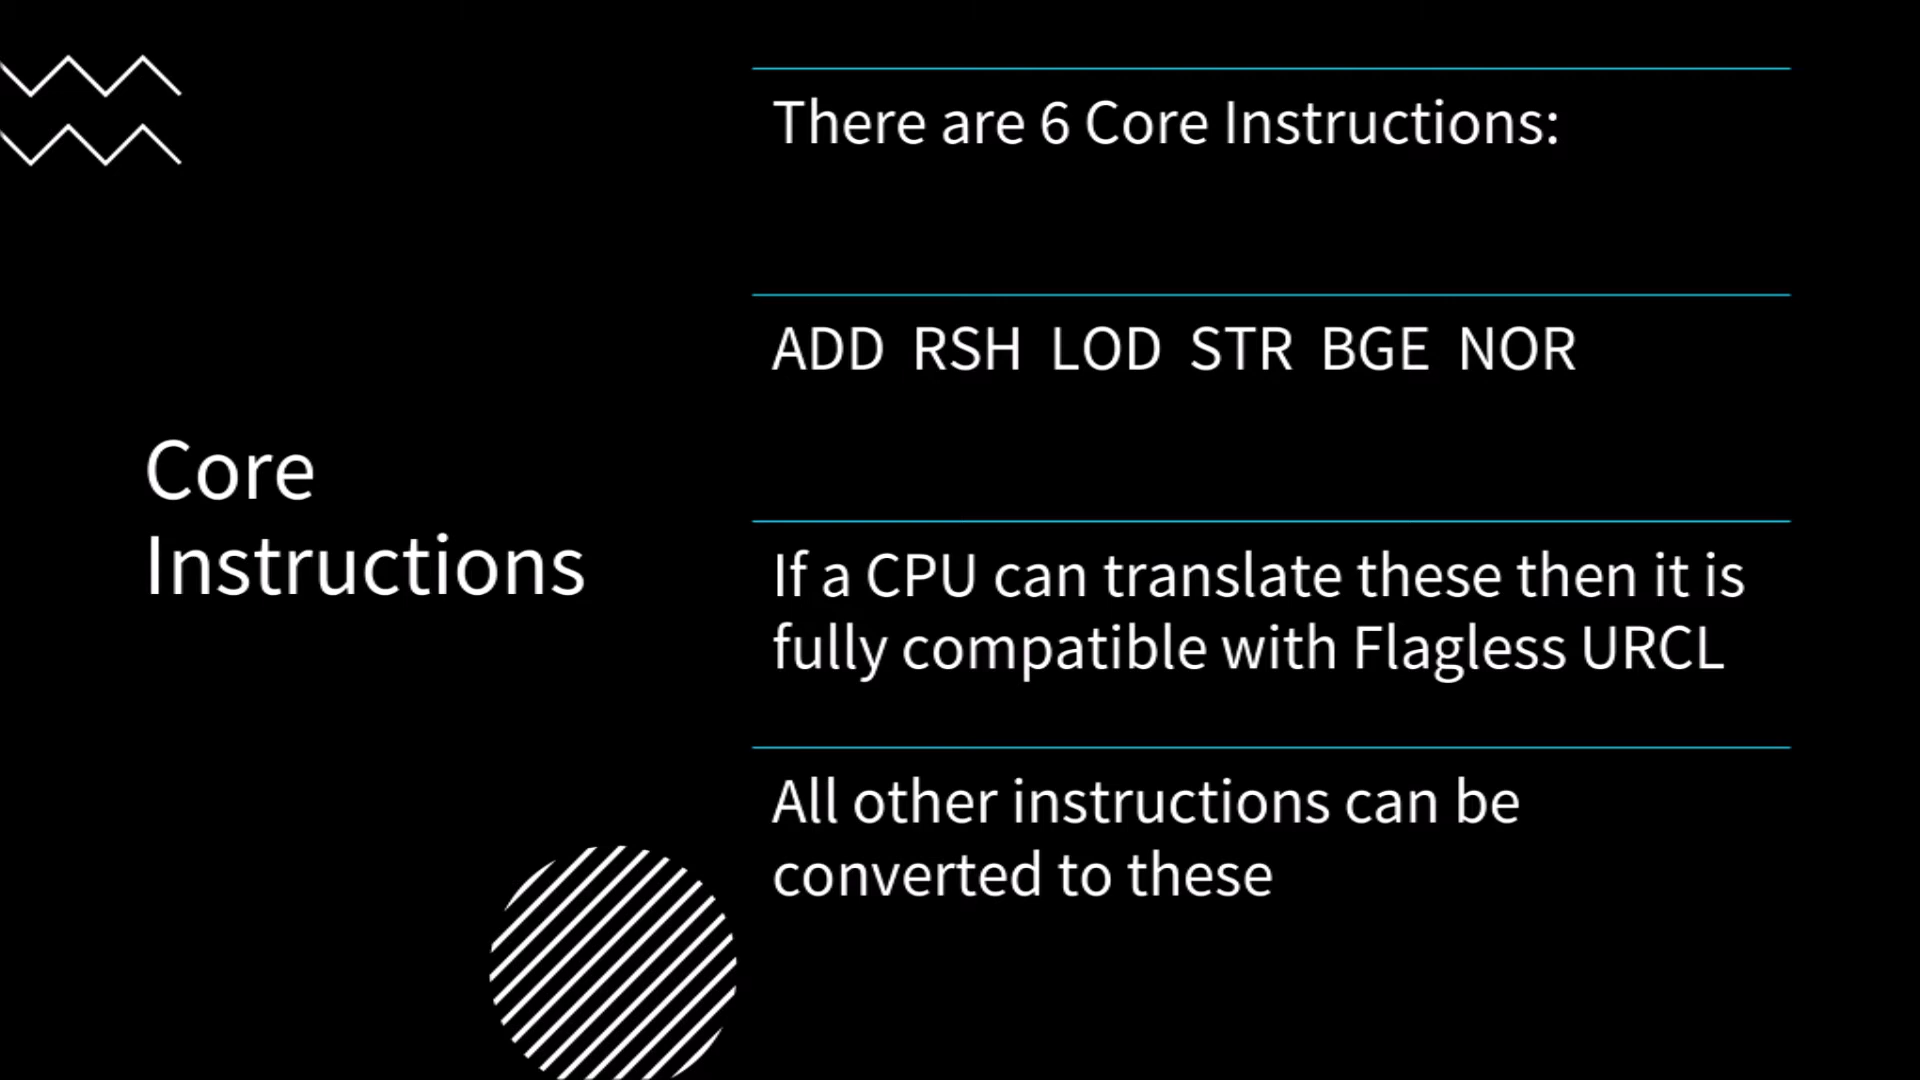 Core
Instructions
There are 6 Core Instructions:
ADD RSH LOD STR BGE NOR
If a CPU can translate these then it is
fully compatible with Flagless URCL
All other instructions can be
converted to these